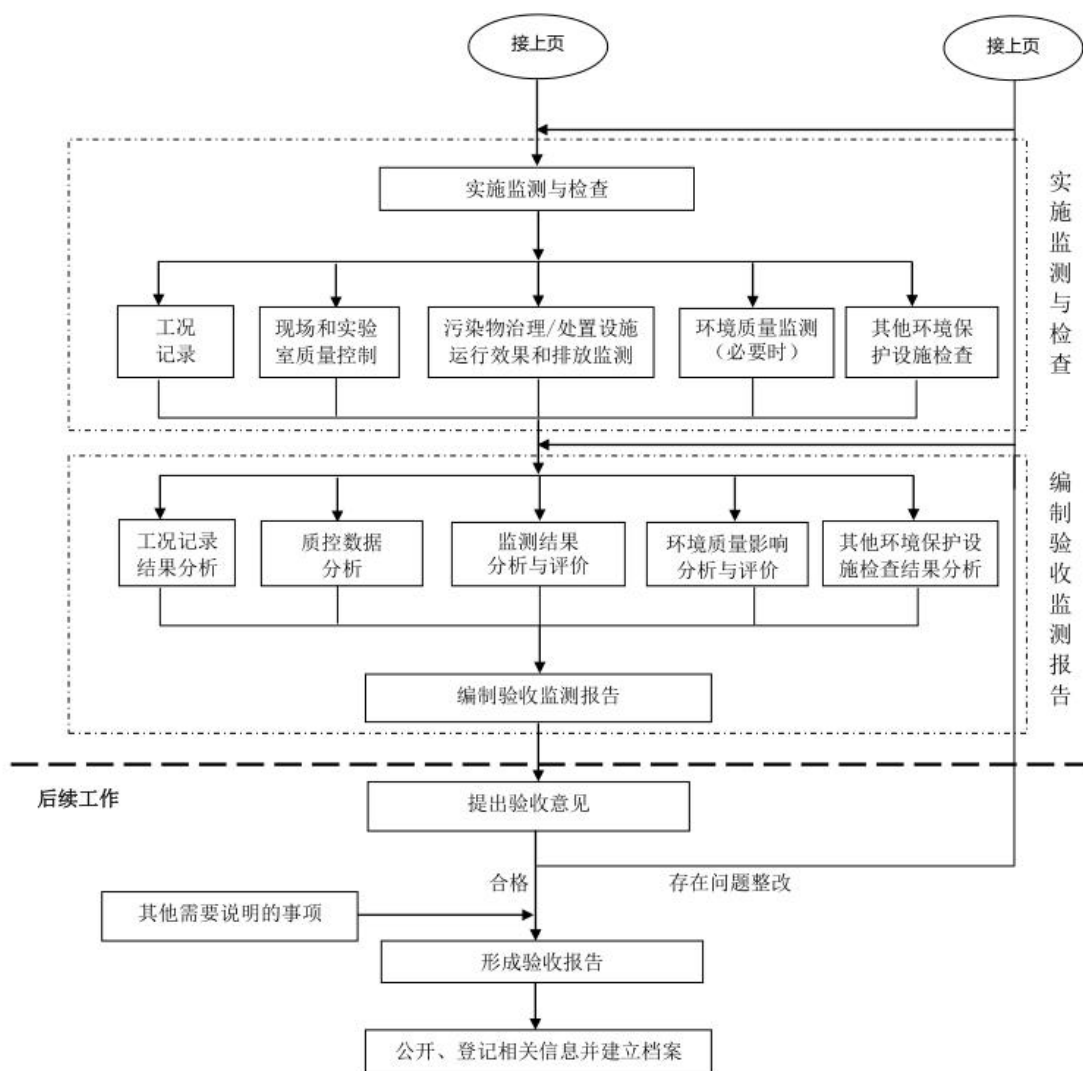 接上页
接上页
实施监测与检查
实施监测与检查
工况
记录
现场和实验
室质量控制
污染物治理/处置设施
运行效果和排放监测
环境质量监测
（必要时）
其他环境保
护设施检查
编制验收监测报告
工况记录
结果分析
质控数据
分析
监测结果
分析与评价
环境质量影响
分析与评价
其他环境保护设
施检查结果分析
编制验收监测报告
后续工作
提出验收意见
合格
存在问题整改
其他需要说明的事项
形成验收报告
公开、登记相关信息并建立档案